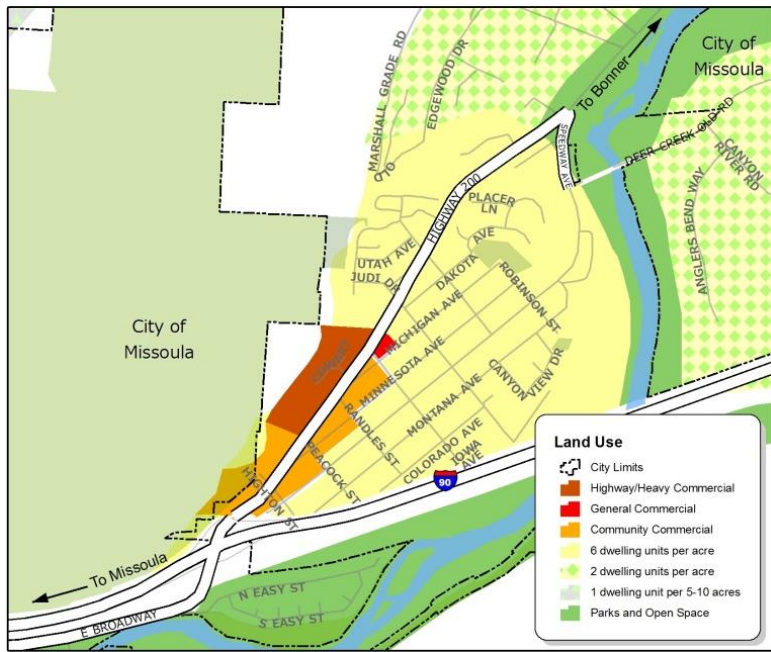 City of
Missoula
To Bonner
MARSHALL GRADE RD
OLD
EDGEWOOD DR
SPEEDWAY AVE
DEER CREEK OLD RD
CANYON
RIVER RD
ANGLERS BEND WAY
HIGHWAY 200
PLACER
LN
UTAH AVE
JUDI DR
DAKOTA AVE
ROBINSON ST
MICHIGAN AVE
MINNESOTA AVE
City of
Missoula
CANYON
VIEW DR
MONTANA AVE
RANDLES ST
COLORADO AVE
IOWA
AVE
PEACOCK ST
HIGHTON ST
90
To Missoula
E BROADWAY
N EASY ST
S EASY ST
Land Use
City Limits
Highway/Heavy Commercial
General Commercial
Community Commercial
6 dwelling units per acre
2 dwelling units per acre
1 dwelling unit per 5-10 acres
Parks and Open Space